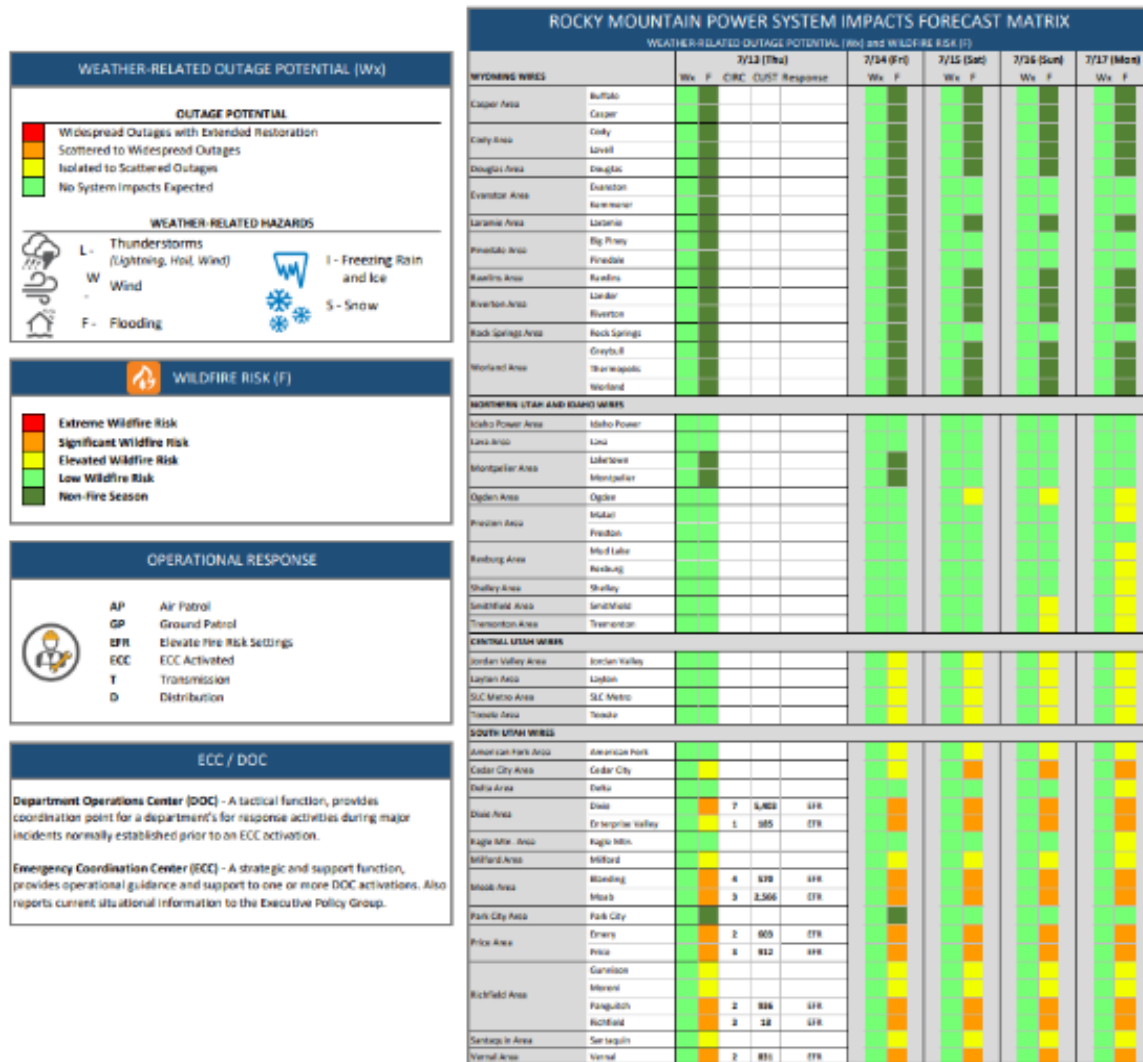 WEATHER-RELATED OUTAGE POTENTIAL (Wx)
OUTAGE POTENTIAL
Widespread Outages with Extended Restoration
Scattered to Widespread Outages
Isolated to Scattered Outages
No System Impacts Expected
WEATHER-RELATED HAZARDS
L - Thunderstorms
(Lightning, Hail, Wind)
W - Wind
F - Flooding
I - Freezing Rain
and Ice
S - Snow
WILDFIRE RISK (F)
Extreme Wildfire Risk
Significant Wildfire Risk
Elevated Wildfire Risk
Low Wildfire Risk
Non-Fire Season
OPERATIONAL RESPONSE
AP Air Patrol
GP Ground Patrol
EFR Elevate Fire Risk Settings
ECC ECC Activated
T Transmission
D Distribution
ECC / DOC
Department Operations Center (DOC) - A tactical function, provides
coordination point for a department's for response activities during major
incidents normally established prior to an ECC activation.
Emergency Coordination Center (ECC) - A strategic and support function,
provides operational guidance and support to one or more DOC activations. Also
reports current situational information to the Executive Policy Group.
ROCKY MOUNTAIN POWER SYSTEM IMPACTS FORECAST MATRIX
WEATHER-RELATED OUTAGE POTENTIAL (Wx) and WILDFIRE RISK (F)
7/13 (Thu) 7/14 (Fri) 7/15 (Sat) 7/16 (Sun) 7/17 (Mon)
WYOMING WIRES Wx F CIRC CUST Response Wx F Wx F Wx F Wx F
Casper Area Buffalo
Casper
Cody Area Cody
Lovell
Douglas Area Douglas
Evanston Area Evanston
Kemmerer
Laramie Area Laramie
Pinedale Area Big Piney
Pinedale
Rawlins Area Rawlins
Riverton Area Lander
Riverton
Rock Springs Area Rock Springs
Worland Area Greybull
Thermopolis
Worland
NORTHERN UTAH AND IDAHO WIRES
Idaho Power Area Idaho Power
Lava Area Lava
Montpelier Area Laketown
Montpelier
Ogden Area Ogden
Preston Area Malad
Preston
Rexburg Area Mud Lake
Rexburg
Shelley Area Shelley
Smithfield Area Smithfield
Tremonton Area Tremonton
CENTRAL UTAH WIRES
Jordan Valley Area Jordan Valley
Layton Area Layton
SLC Metro Area SLC Metro
Tooele Area Tooele
SOUTH UTAH WIRES
American Fork Area American Fork
Cedar City Area Cedar City
Delta Area Delta
Dixie Area Dixie 7 EFR
Enterprise Valley 1 EFR
Eagle Mtn. Area Eagle Mtn.
Milford Area Milford
Moab Area Blanding 4 570 EFR
Moab 3 2,566 EFR
Park City Area Park City
Price Area Emery 2 EFR
Price 912 EFR
Richfield Area Gunnison
Moroni
Panguitch 2 936 EFR
Richfield 18 EFR
Santaquin Area Santaquin
Vernal Area Vernal 2 831 EFR